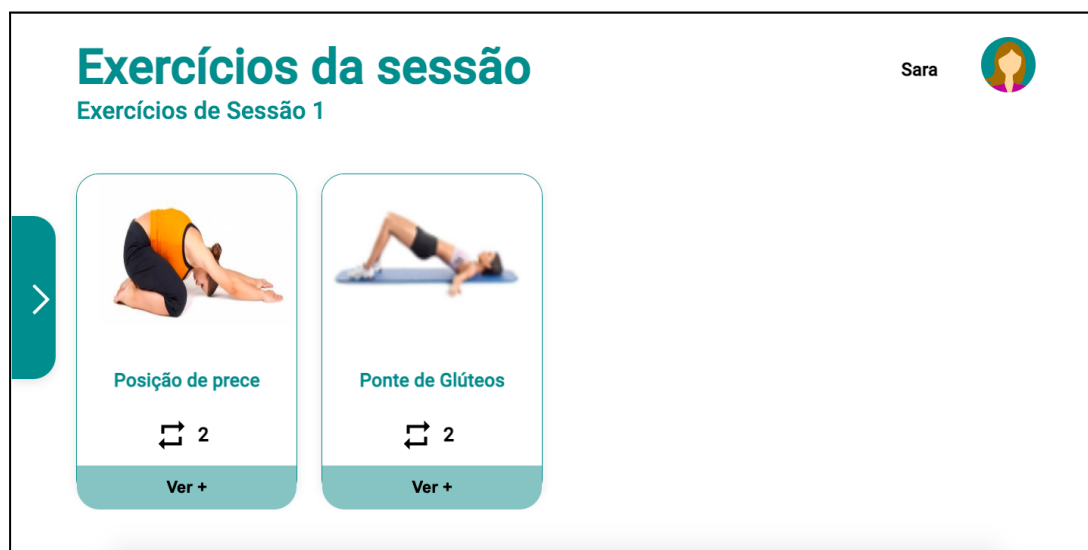 Exercícios da sessão
Sara
Exercícios de Sessão 1
Posição de prece
Ponte de Glúteos
2
2
Ver +
Ver +